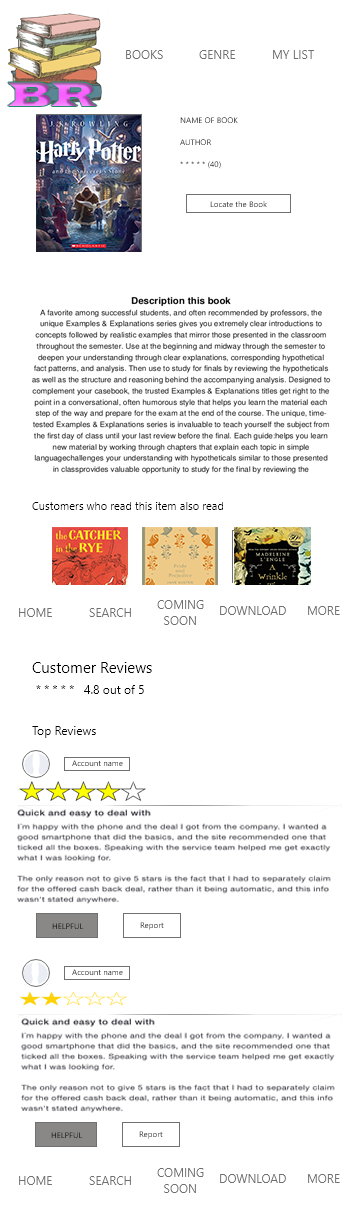 BR
BOOKS GENRE MY LIST
J.K. ROWLING
Harry Potter
and the Sorcerer's Stone
SCHOLASTIC
NAME OF BOOK
AUTHOR
* * * * * (40)
Locate the Book
Description this book
A favorite among successful students, and often recommended by professors, the
unique Examples & Explanations series gives you extremely clear introductions to
concepts followed by realistic examples that mirror those presented in the classroom
throughout the semester. Use at the beginning and midway through the semester to
deepen your understanding through clear explanations, corresponding hypothetical
fact patterns, and analysis. Then use to study for finals by reviewing the hypotheticals
as well as the structure and reasoning behind the accompanying analysis. Designed to
complement your casebook, the trusted Examples & Explanations titles get right to the
point in a conversational, often humorous style that helps you learn the material each
step of the way and prepare for the exam at the end of the course. The unique, time-
tested Examples & Explanations series is invaluable to teach yourself the subject from
the first day of class until your last review before the final. Each guide:helps you learn
new material by working through chapters that explain each topic in simple
languagechallenges your understanding with hypotheticals similar to those presented
in classprovides valuable opportunity to study for the final by reviewing the
Customers who read this item also read
the CATCHER
in the RYE
Pride
and
Prejudice
MADELEINE
L'ENGLE
A
Wrinkle
HOME SEARCH COMING SOON DOWNLOAD MORE
Customer Reviews
* * * * * 4.8 out of 5
Top Reviews
Account name
Quick and easy to deal with
I'm happy with the phone and the deal I got from the company. I wanted a
good smartphone that did the basics, and the site recommended one that
ticked all the boxes. Speaking with the service team helped me get exactly
what I was looking for.
The only reason not to give 5 stars is the fact that I had to separately claim
for the offered cash back deal, rather than it being automatic, and this info
wasn't stated anywhere.
HELPFUL Report
Account name
Quick and easy to deal with
I'm happy with the phone and the deal I got from the company. I wanted a
good smartphone that did the basics, and the site recommended one that
ticked all the boxes. Speaking with the service team helped me get exactly
what I was looking for.
The only reason not to give 5 stars is the fact that I had to separately claim
for the offered cash back deal, rather than it being automatic, and this info
wasn't stated anywhere.
HELPFUL Report
HOME SEARCH COMING SOON DOWNLOAD MORE